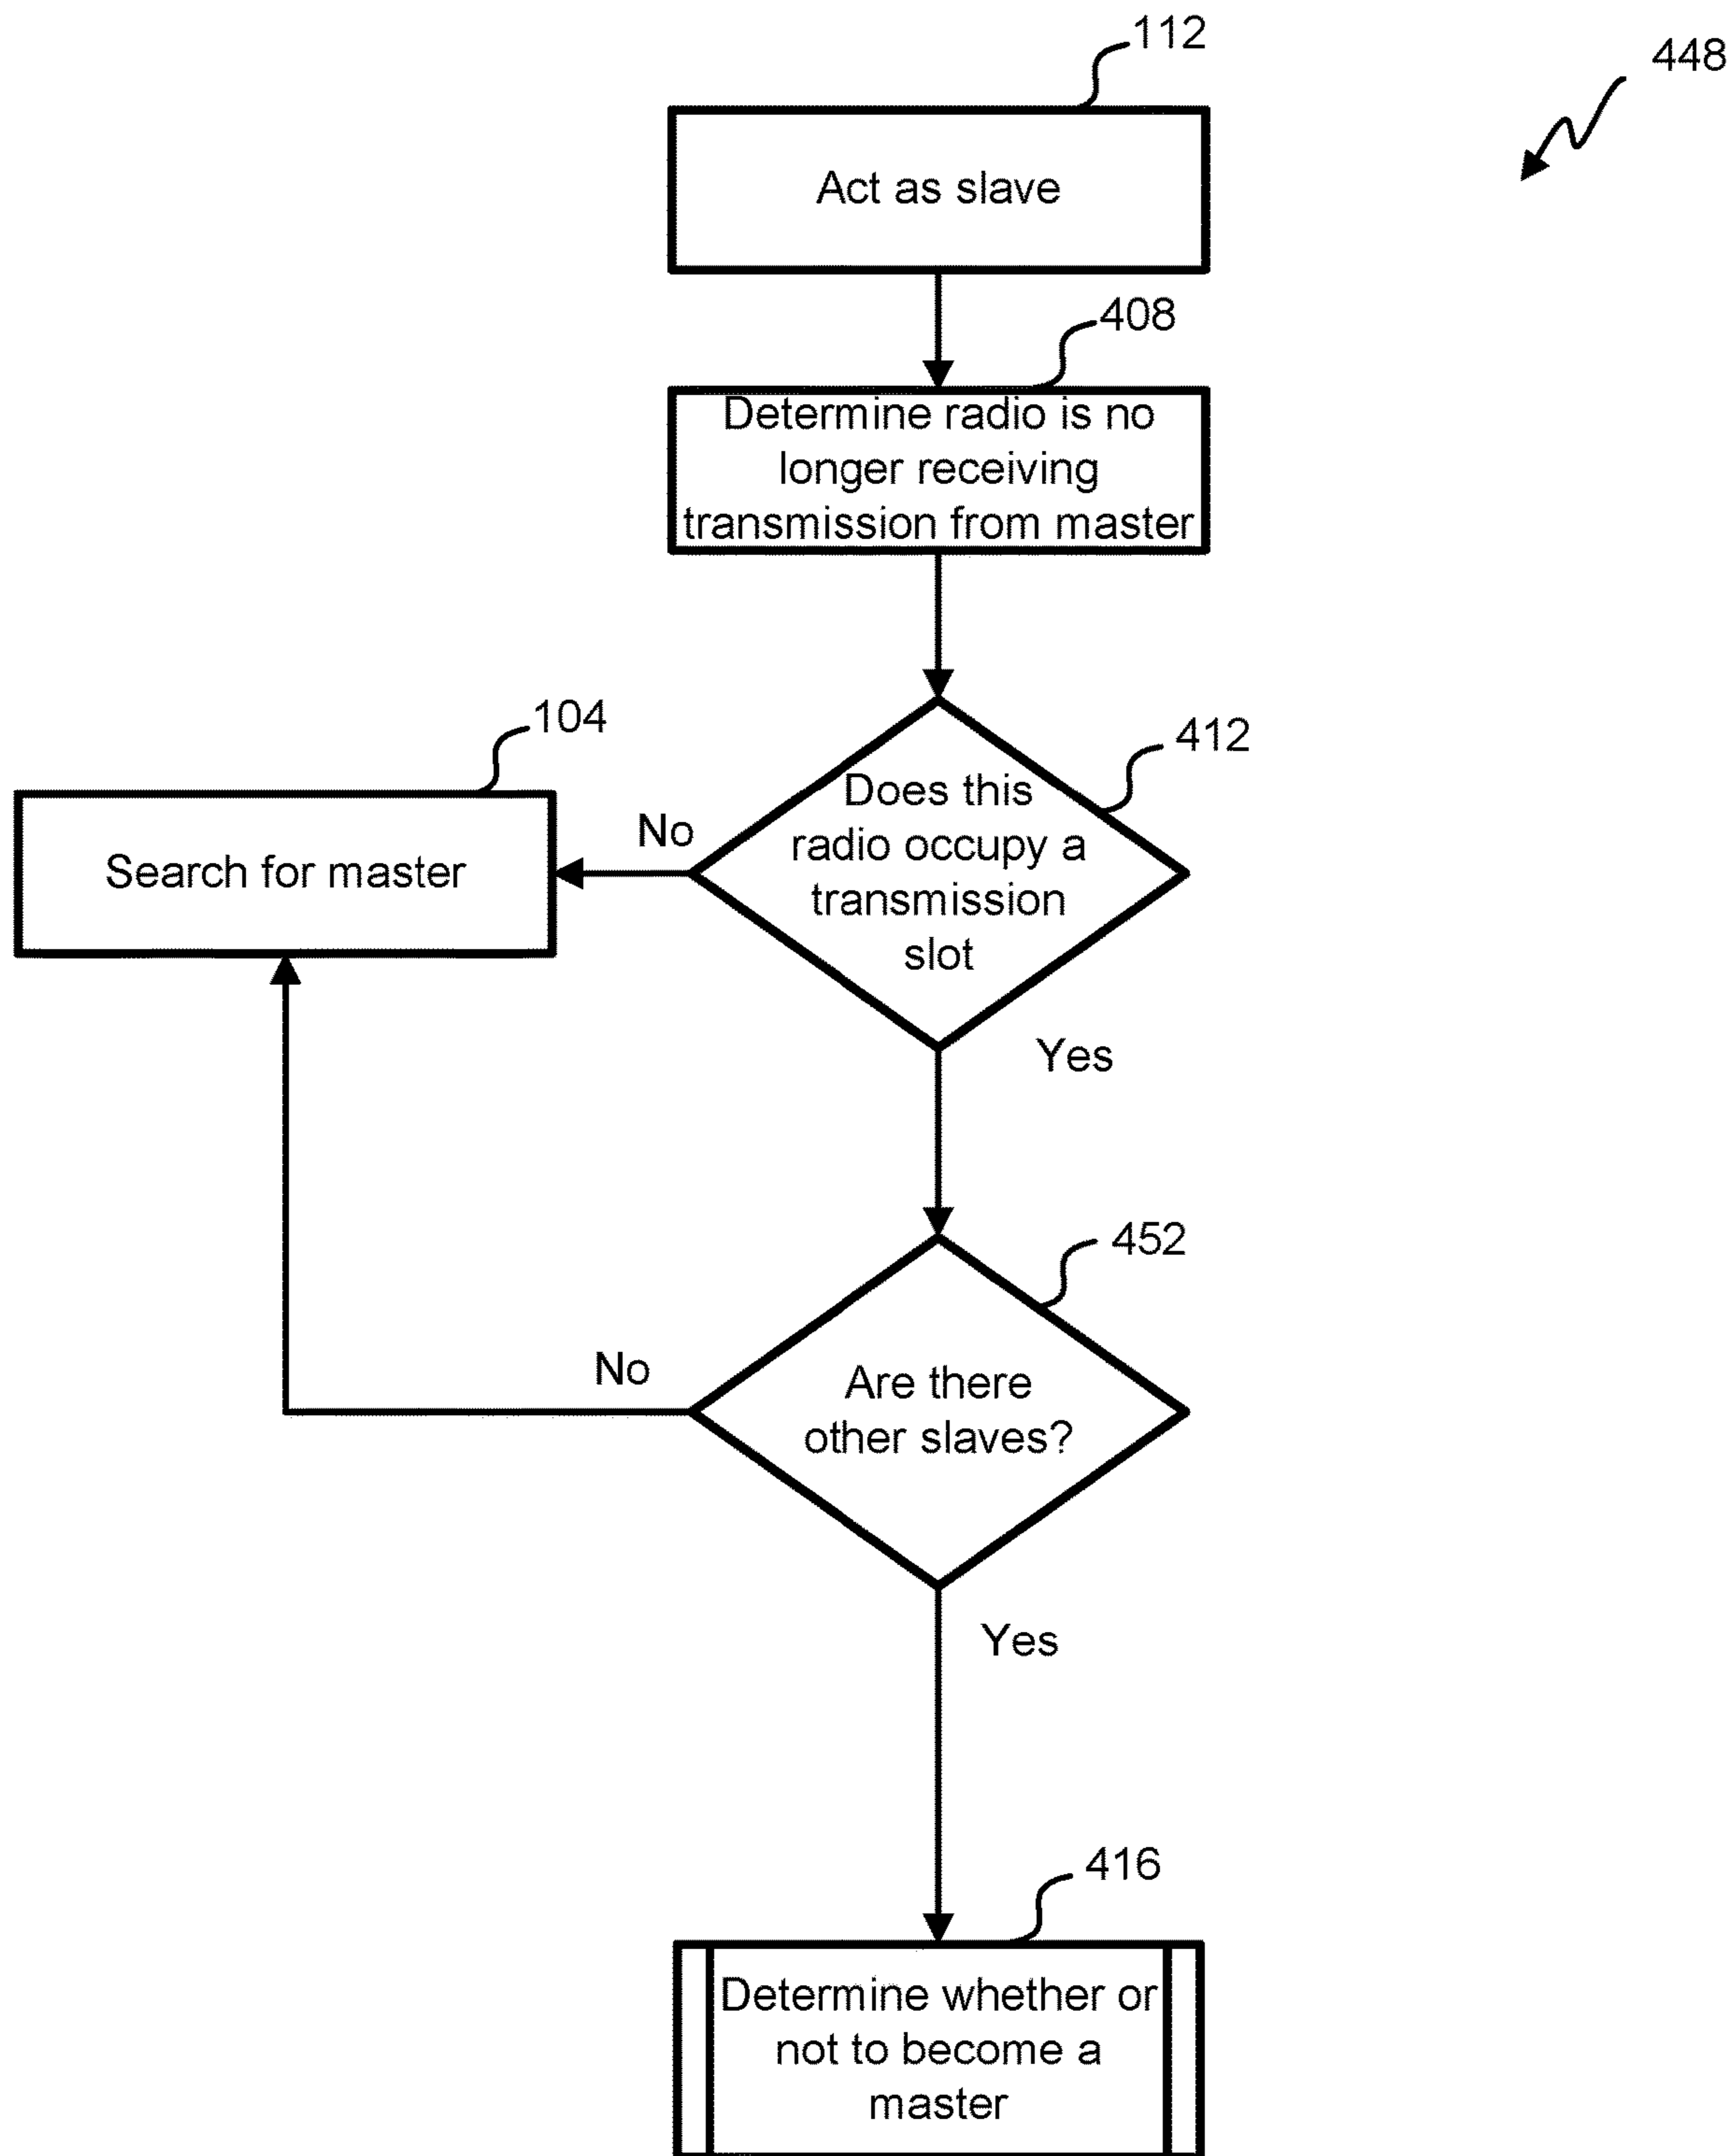 112
448
Act as slave
408
Determine radio is no
longer receiving
transmission from master
104
412
Does this
radio occupy a
transmission
slot
No
Search for master
Yes
452
No
Are there
other slaves?
Yes
416
Determine whether or
not to become a
master